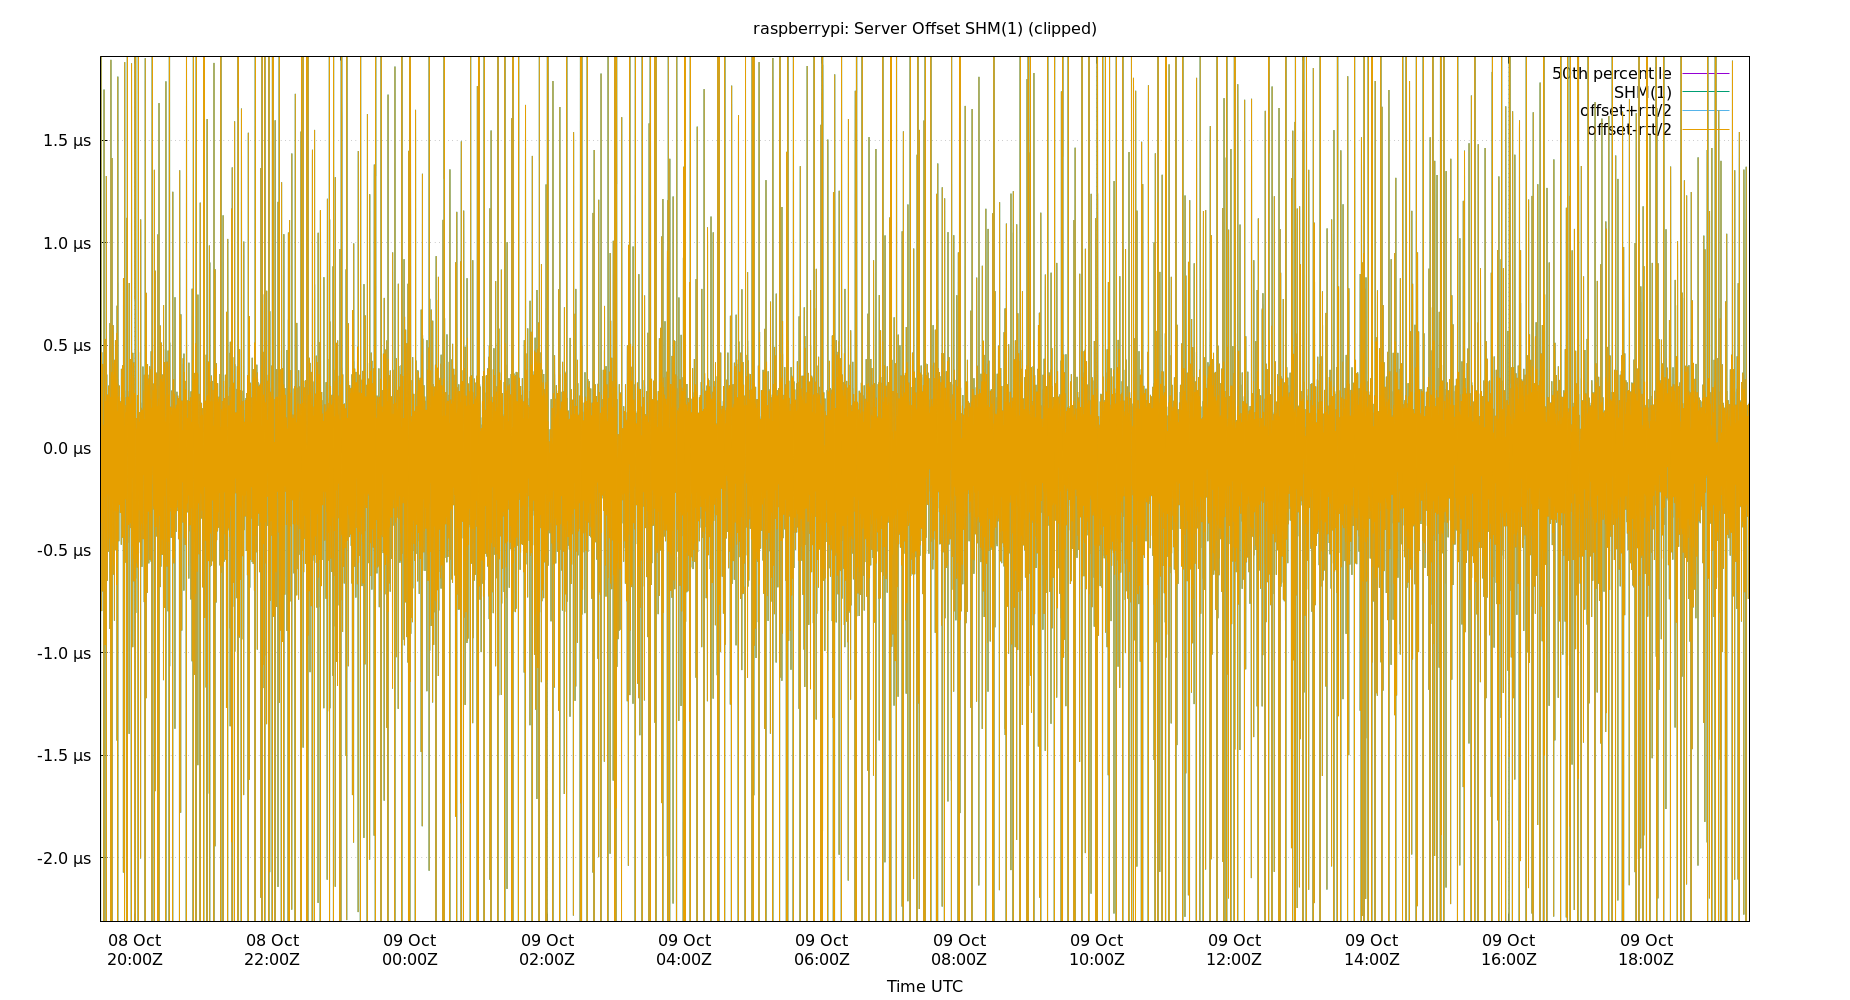 raspberrypi: Server Offset SHM(1) (clipped)
50th percentile
SHM(1)
offset+rtt/2
offset-rtt/2
1.5 µs
1.0 µs
0.5 µs
0.0 µs
-0.5 µs
-1.0 µs
-1.5 µs
-2.0 µs
08 Oct 08 Oct 09 Oct 09 Oct 09 Oct 09 Oct 09 Oct 09 Oct 09 Oct 09 Oct 09 Oct 09 Oct
20:00Z 22:00Z 00:00Z 02:00Z 04:00Z 06:00Z 08:00Z 10:00Z 12:00Z 14:00Z 16:00Z 18:00Z
Time UTC